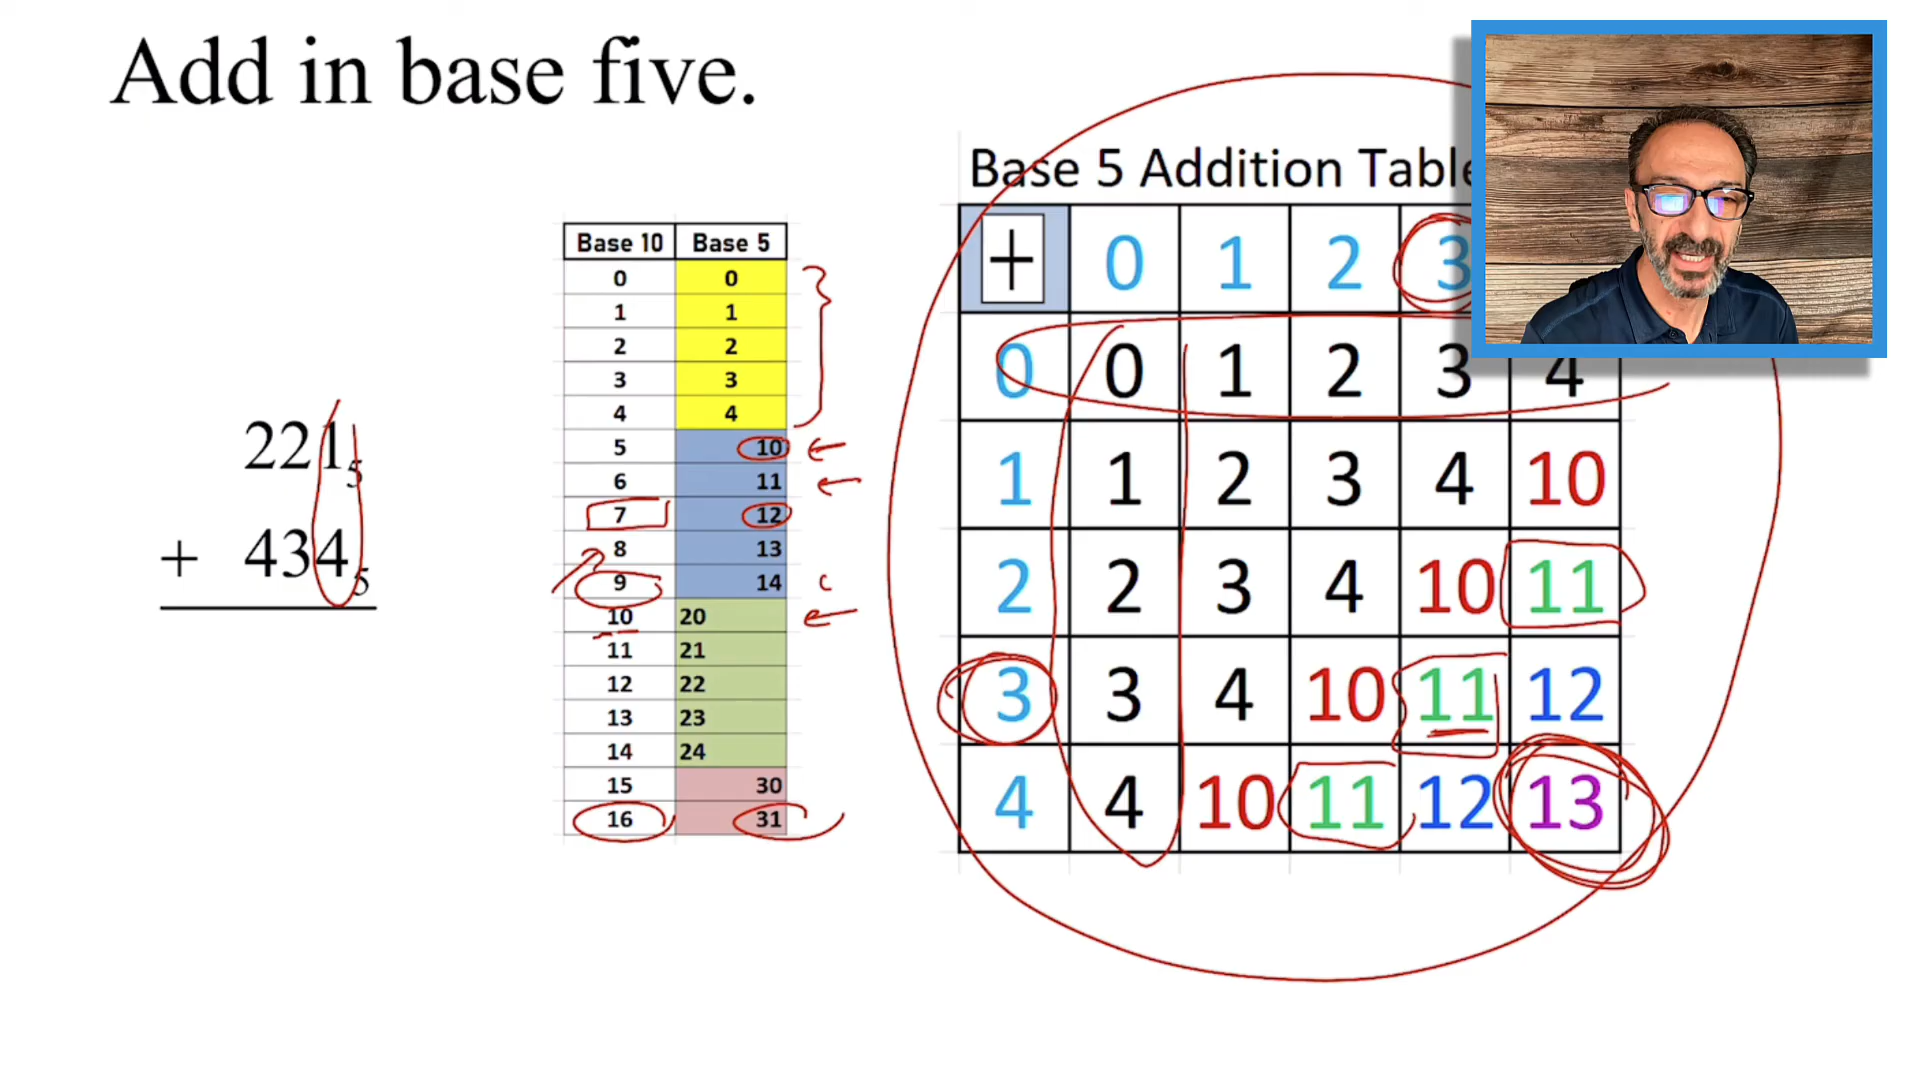 Add in base five.
221₅
+ 434₅
Base 10 Base 5
0 0
1 1
2 2
3 3
4 4
5 10
6 11
7 12
8 13
9 14
10 20
11 21
12 22
13 23
14 24
15 30
16 31
Base 5 Addition Table
+ 0 1 2 3
0 0 1 2 3 4
1 1 2 3 4 10
2 2 3 4 10 11
3 3 4 10 11 12
4 4 10 11 12 13